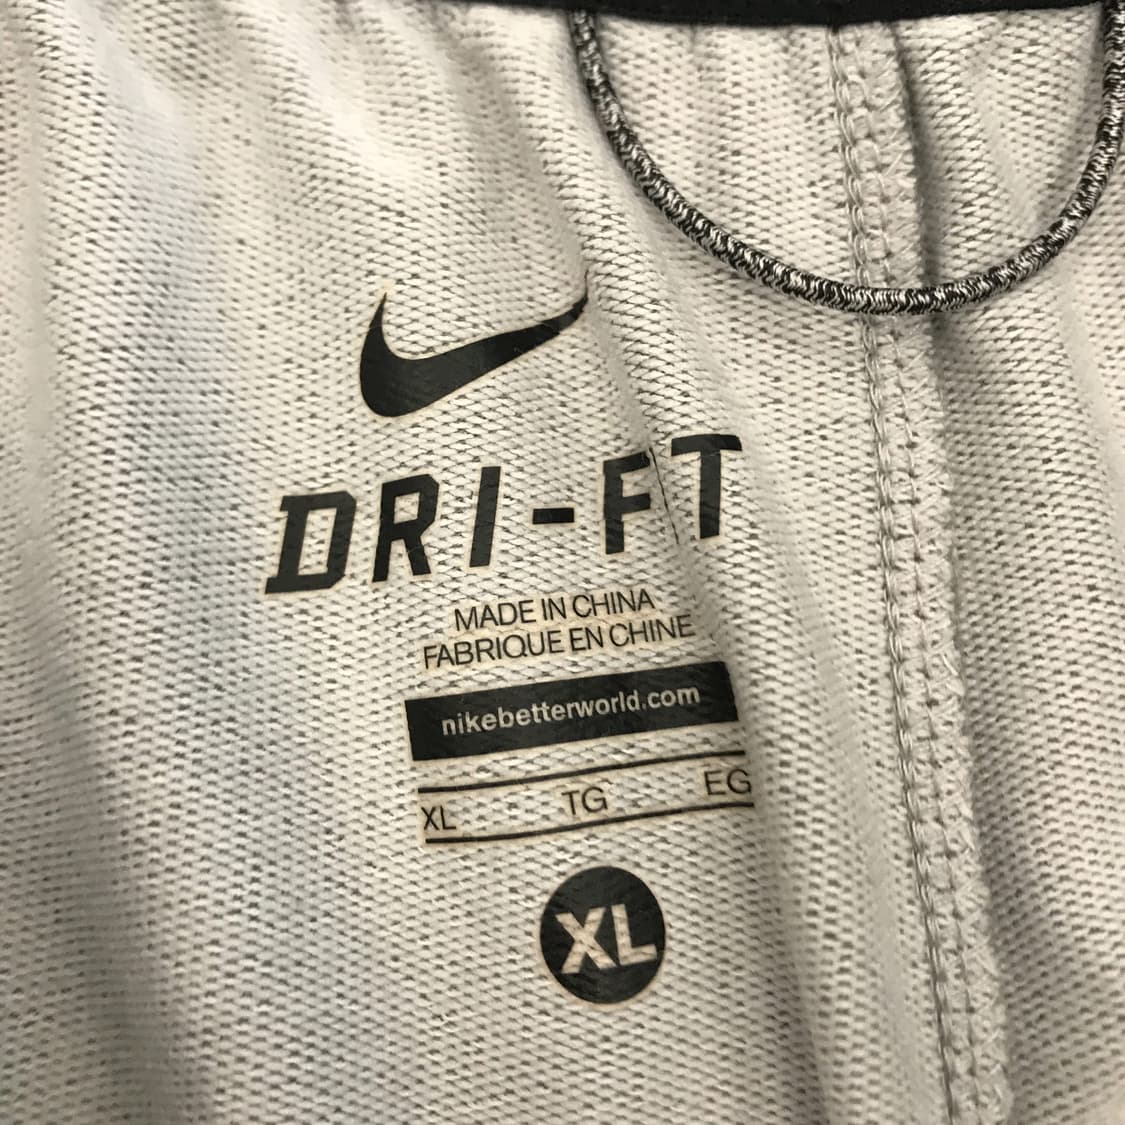 DRI-FIT
MADE IN CHINA
FABRIQUE EN CHINE
nikebetterworld.com
XL TG EG
XL